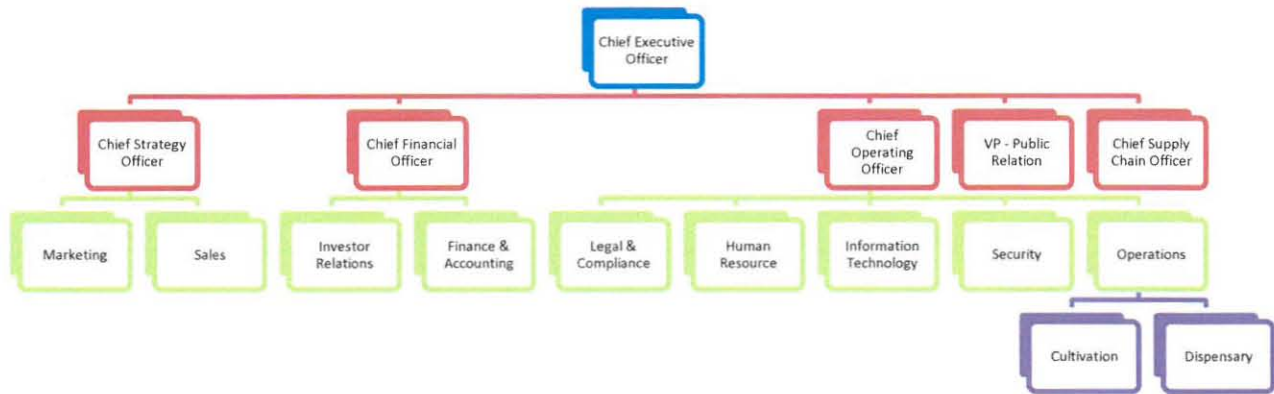 Chief Executive
Officer
Chief Strategy
Officer
Chief Financial
Officer
Chief
Operating
Officer
VP - Public
Relation
Chief Supply
Chain Officer
Marketing
Sales
Investor
Relations
Finance &
Accounting
Legal &
Compliance
Human
Resource
Information
Technology
Security
Operations
Cultivation
Dispensary